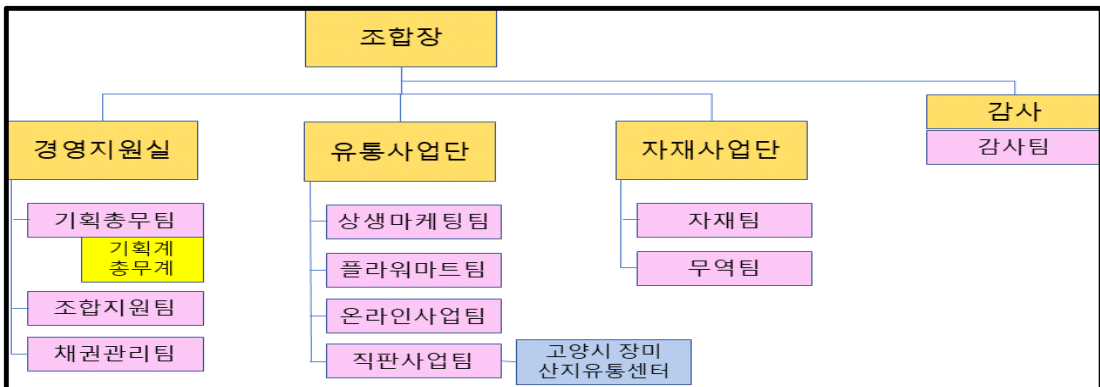 조합장
감사
감사팀
경영지원실
유통사업단
자재사업단
기획총무팀
기획계
총무계
조합지원팀
채권관리팀
상생마케팅팀
플라워마트팀
온라인사업팀
직판사업팀
고양시 장미
산지유통센터
자재팀
무역팀